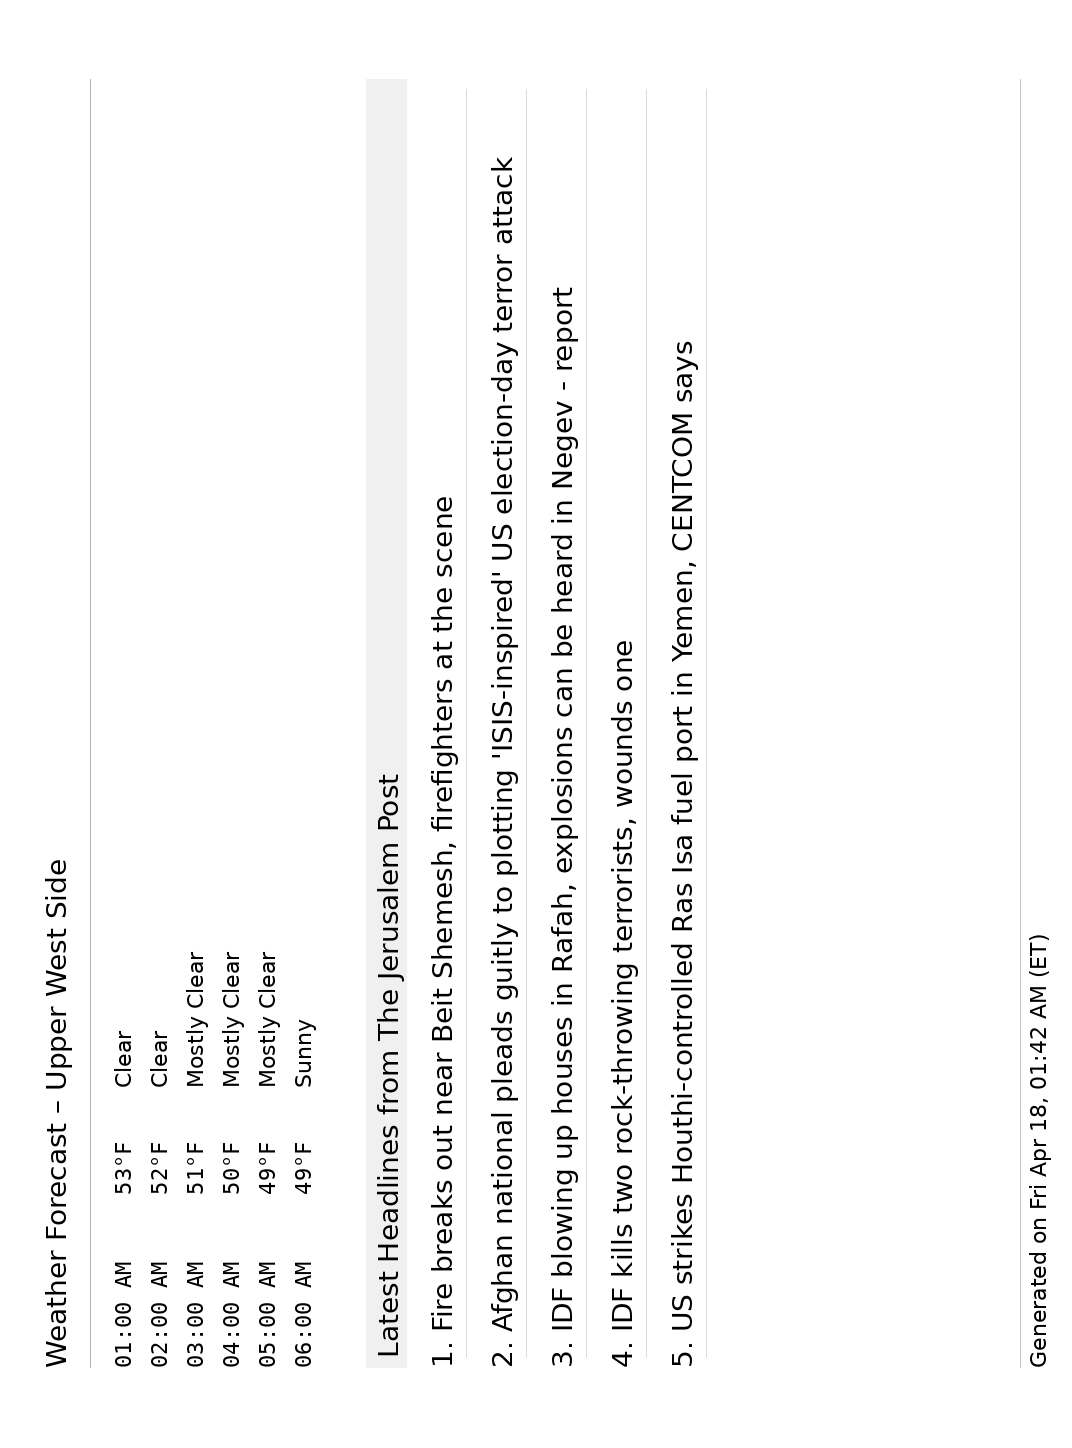 Weather Forecast – Upper West Side
01:00 AM 53°F Clear
02:00 AM 52°F Clear
03:00 AM 51°F Mostly Clear
04:00 AM 50°F Mostly Clear
05:00 AM 49°F Mostly Clear
06:00 AM 49°F Sunny
Latest Headlines from The Jerusalem Post
1. Fire breaks out near Beit Shemesh, firefighters at the scene
2. Afghan national pleads guitly to plotting 'ISIS-inspired' US election-day terror attack
3. IDF blowing up houses in Rafah, explosions can be heard in Negev - report
4. IDF kills two rock-throwing terrorists, wounds one
5. US strikes Houthi-controlled Ras Isa fuel port in Yemen, CENTCOM says
Generated on Fri Apr 18, 01:42 AM (ET)